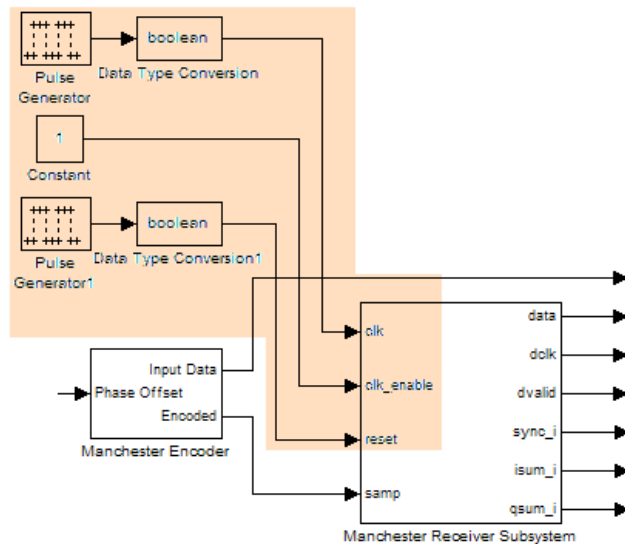 boolean
Pulse
Generator
Data Type Conversion
1
Constant
boolean
Pulse
Generator1
Data Type Conversion1
Input Data
Phase Offset
Encoded
Manchester Encoder
clk
clk_enable
reset
samp
data
dclk
dvalid
sync_i
isum_i
qsum_i
Manchester Receiver Subsystem